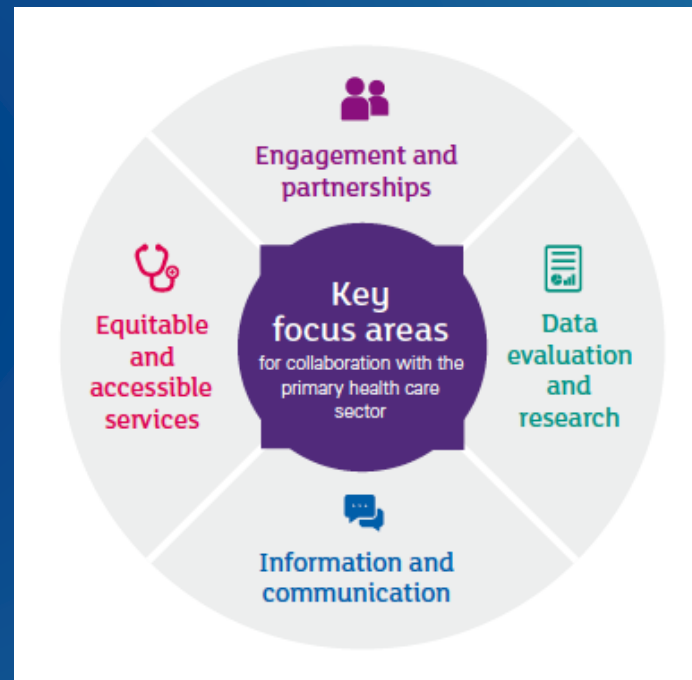 Engagement and
partnerships
Key
focus areas
for collaboration with the
primary health care
sector
Equitable
and
accessible
services
Data
evaluation
and
research
Information and
communication